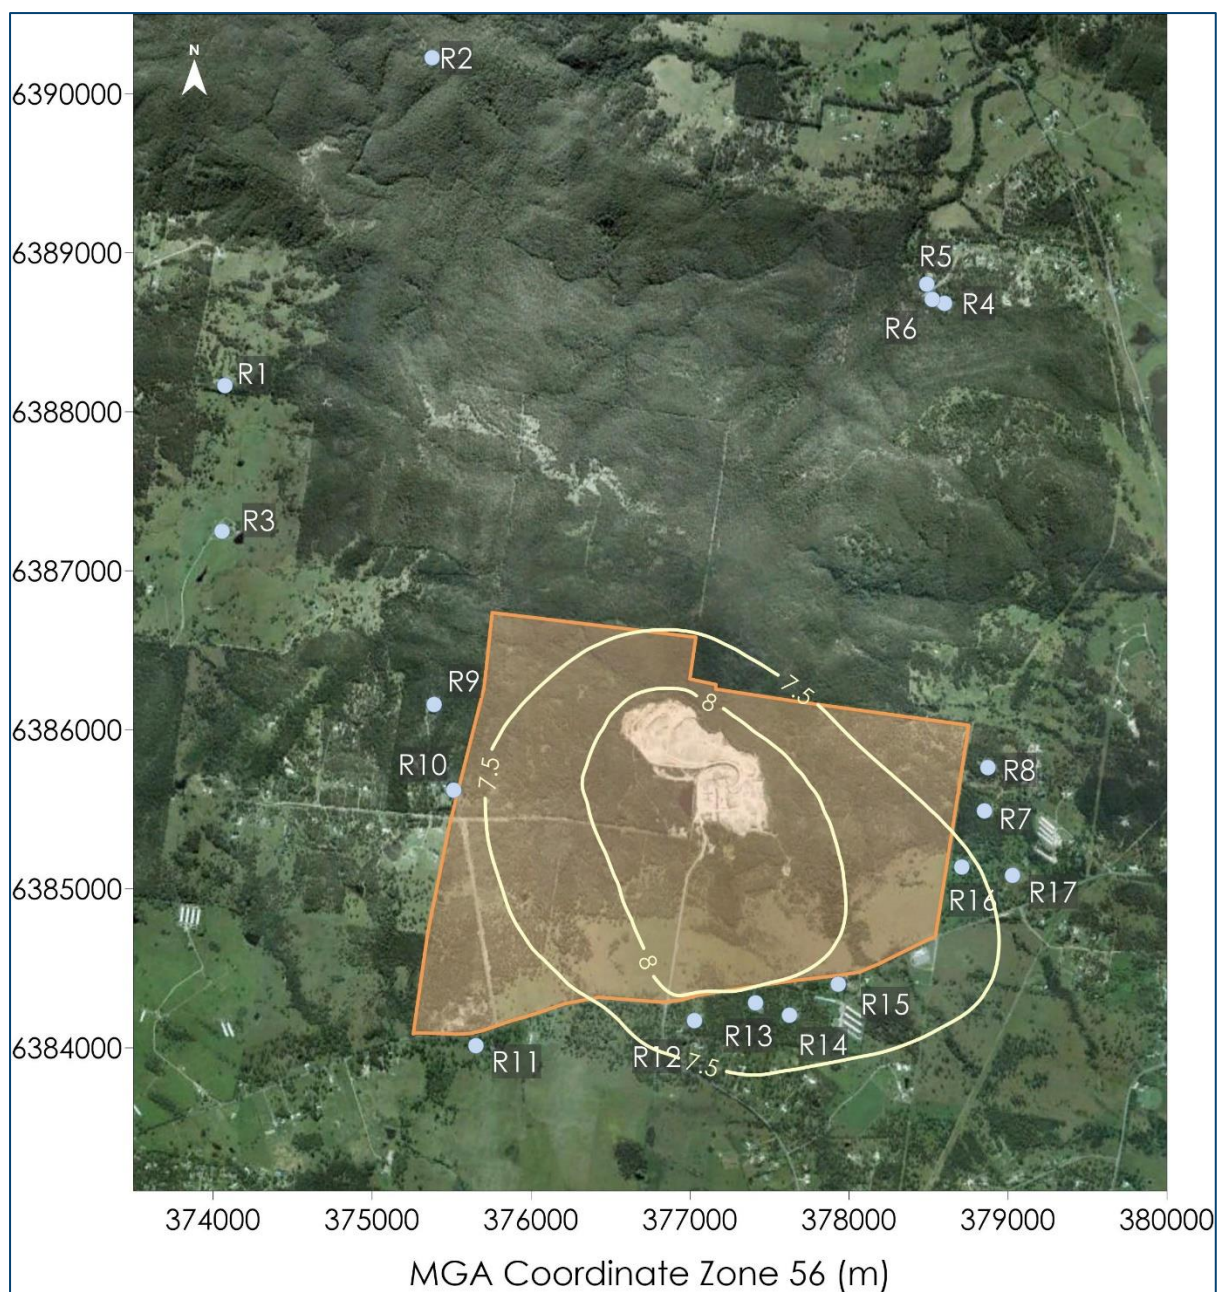 N
R2
6390000
6389000
R5
R4
R6
R1
6388000
R3
6387000
R9
7.5
8
6386000
R10
7.5
R8
R7
6385000
R16
R17
8
R15
R13
R14
6384000
R11
R12
7.5
374000 375000 376000 377000 378000 379000 380000
MGA Coordinate Zone 56 (m)